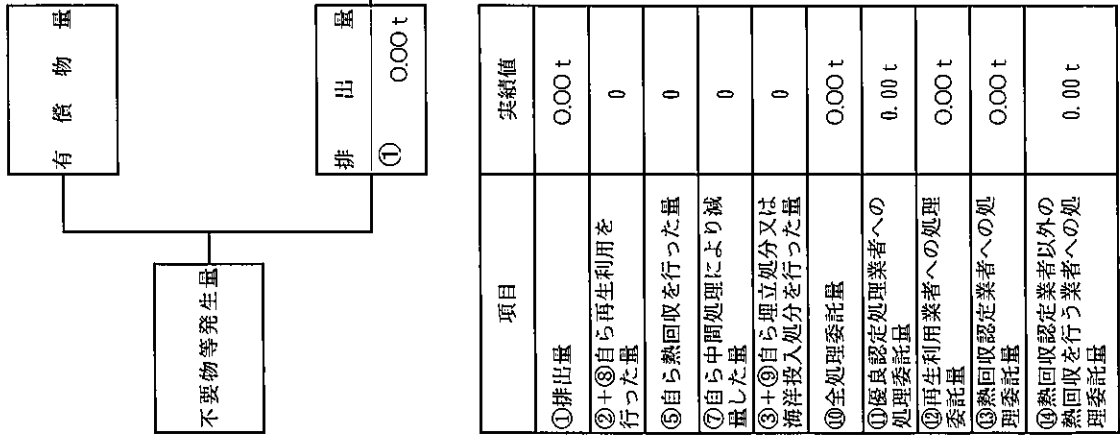 有償物量
不要物等発生量
排出量
① 0.00 t
項目 実績値
①排出量 0.00 t
②+⑧自ら再生利用を
行った量 0
⑤自ら熱回収を行った量 0
⑦自ら中間処理により減
量した量 0
③+⑨自ら埋立処分又は
海洋投入処分を行った量 0
⑩全処理委託量 0.00 t
⑪優良認定処理業者への
処理委託量 0.00 t
⑫再生利用業者への処理
委託量 0.00 t
⑬熱回収認定業者への処
理委託量 0.00 t
⑭熱回収認定業者以外の
熱回収を行う業者への処
理委託量 0.00 t